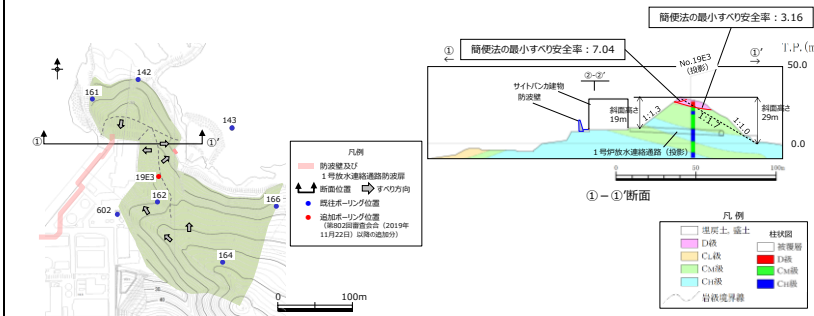 142
161
143
①
①′
19E3
162
602
166
164
0
100m
凡例
防波壁及び
1号放水連絡通路防波扉
断面位置
すべり方向
既往ボーリング位置
追加ボーリング位置
(第802回審査会合(2019年
11月22日)以降の追加分)
簡便法の最小すべり安全率：3.16
簡便法の最小すべり安全率：7.04
①
①′
No.19E3
(投影)
T.P.(m
50.0
0.0
②-②′
サイトバンカ建物
防波壁
斜面高さ
19m
1:1.3
1:1.7
1:1.0
斜面高さ
29m
1号炉放水連絡通路(投影)
0
100m
①－①′断面
凡 例
埋戻土, 盛土
D級
CL級
CM級
CH級
岩級境界線
柱状図
被覆層
D級
CM級
CH級